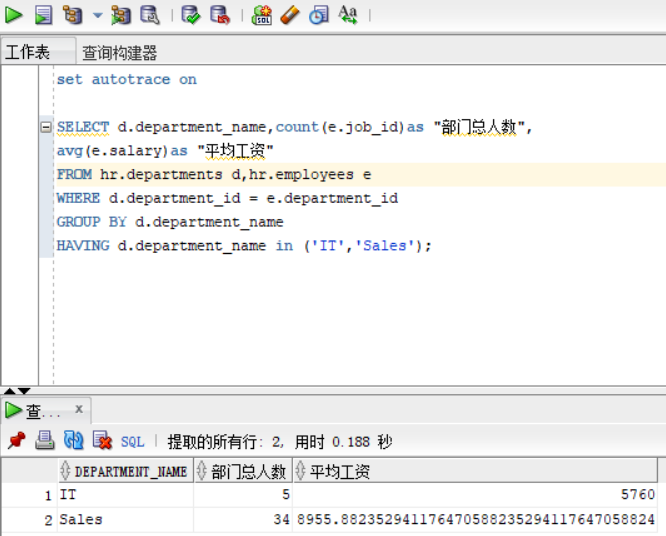 工作表 查询构建器
set autotrace on
SELECT d.department_name,count(e.job_id)as "部门总人数",
avg(e.salary)as "平均工资"
FROM hr.departments d,hr.employees e
WHERE d.department_id = e.department_id
GROUP BY d.department_name
HAVING d.department_name in ('IT','Sales');
查... x
SQL | 提取的所有行: 2, 用时 0.188 秒
DEPARTMENT_NAME 部门总人数 平均工资
1 IT 5 5760
2 Sales 34 8955.88235294117647058823529411764705882­4